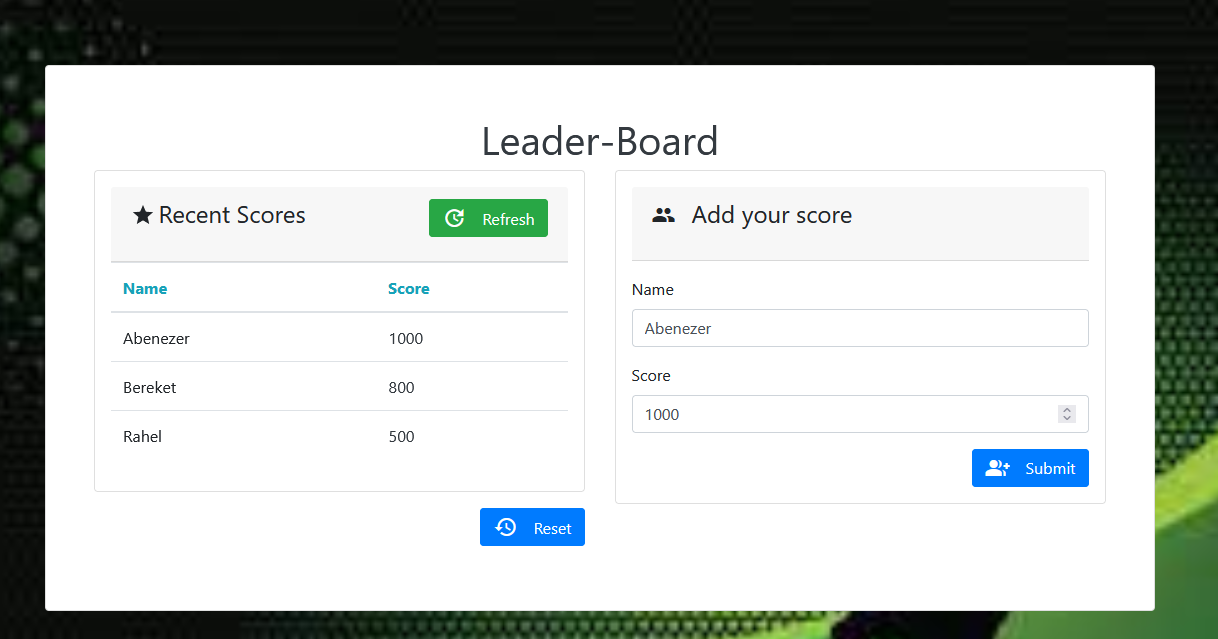 Leader-Board
Recent Scores
Refresh
Name Score
Abenezer 1000
Bereket 800
Rahel 500
Reset
Add your score
Name
Abenezer
Score
1000
Submit